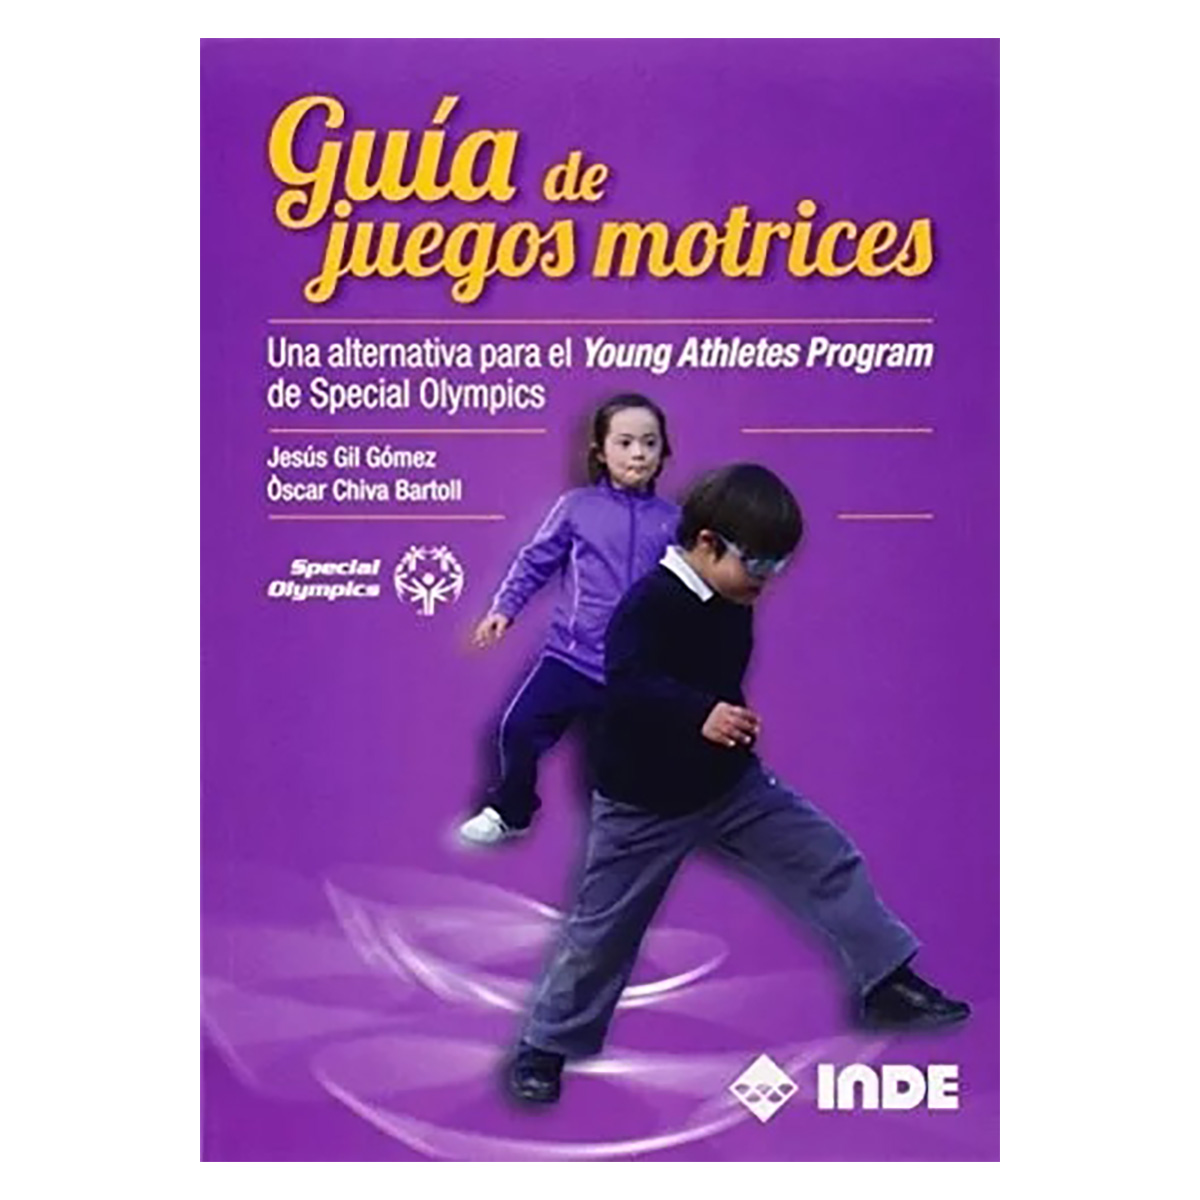 Guía de
juegos motrices
Una alternativa para el Young Athletes Program
de Special Olympics
Jesús Gil Gómez
Òscar Chiva Bartoll
Special
Olympics
INDE